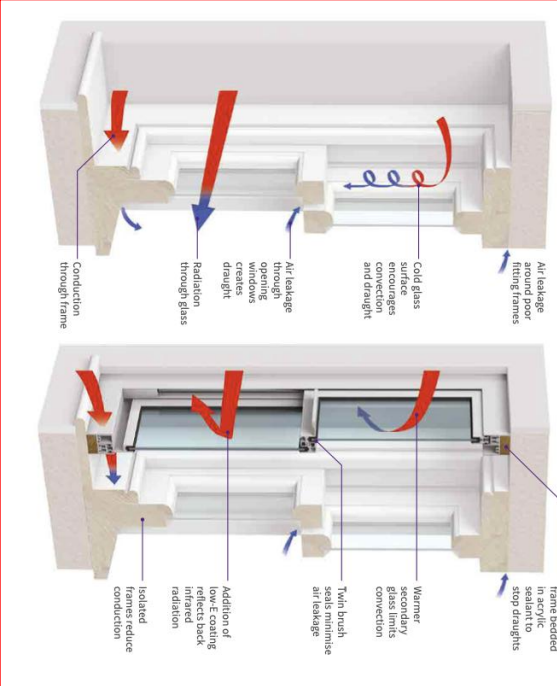 Air leakage
around poor
fitting frames
Cold glass
surface
encourages
convection
and draught
Air leakage
through
opening
windows
creates
draught
Radiation
through glass
Conduction
through frame
frame bedded
in acrylic
sealant to
stop draughts
Warmer
secondary
glass limits
convection
Twin brush
seals minimise
air leakage
Addition of
low-E coating
reflects back
infrared
radiation
Isolated
frames reduce
conduction